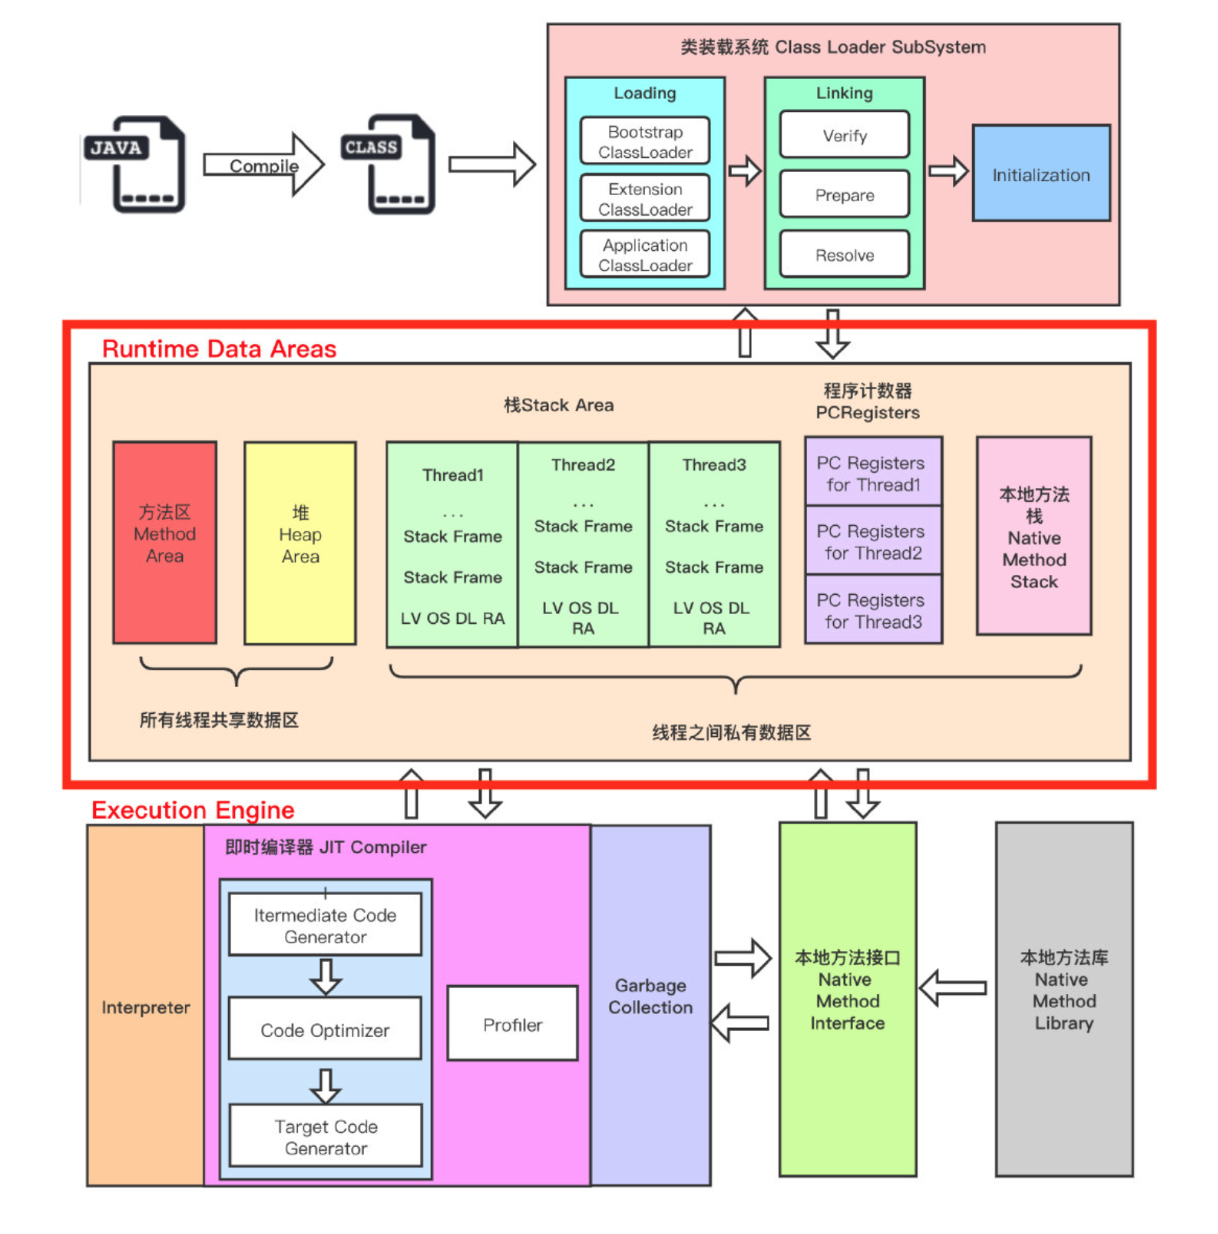 类装载系统 Class Loader SubSystem
JAVA
Compile
CLASS
Loading
Bootstrap
ClassLoader
Extension
ClassLoader
Application
ClassLoader
Linking
Verify
Prepare
Resolve
Initialization
Runtime Data Areas
栈Stack Area
程序计数器
PCRegisters
方法区
Method
Area
堆
Heap
Area
Thread1
...
Stack Frame
Stack Frame
LV OS DL RA
Thread2
...
Stack Frame
Stack Frame
LV OS DL
RA
Thread3
...
Stack Frame
Stack Frame
LV OS DL
RA
PC Registers
for Thread1
PC Registers
for Thread2
PC Registers
for Thread3
本地方法
栈
Native
Method
Stack
所有线程共享数据区
线程之间私有数据区
Execution Engine
Interpreter
即时编译器 JIT Compiler
Itermediate Code
Generator
Code Optimizer
Target Code
Generator
Profiler
Garbage
Collection
本地方法接口
Native
Method
Interface
本地方法库
Native
Method
Library